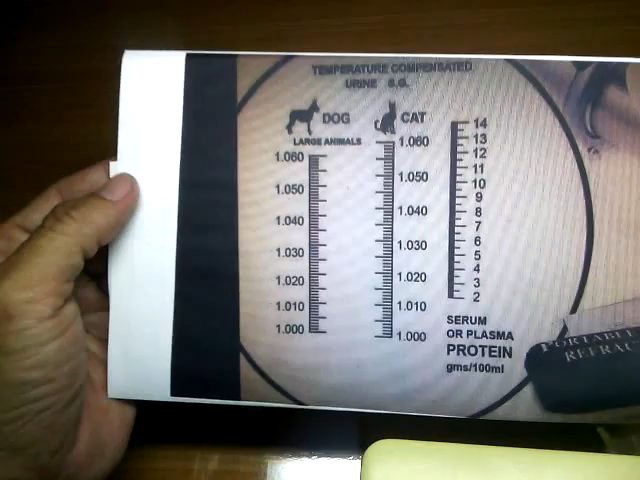 TEMPERATURE COMPENSATED
URINE S.G.
DOG
CAT
LARGE ANIMALS
1.060
1.050
1.040
1.030
1.020
1.010
1.000
1.060
1.050
1.040
1.030
1.020
1.010
1.000
14
13
12
11
10
9
8
7
6
5
4
3
2
SERUM
OR PLASMA
PROTEIN
gms/100ml
PORTABLE
REFRAC